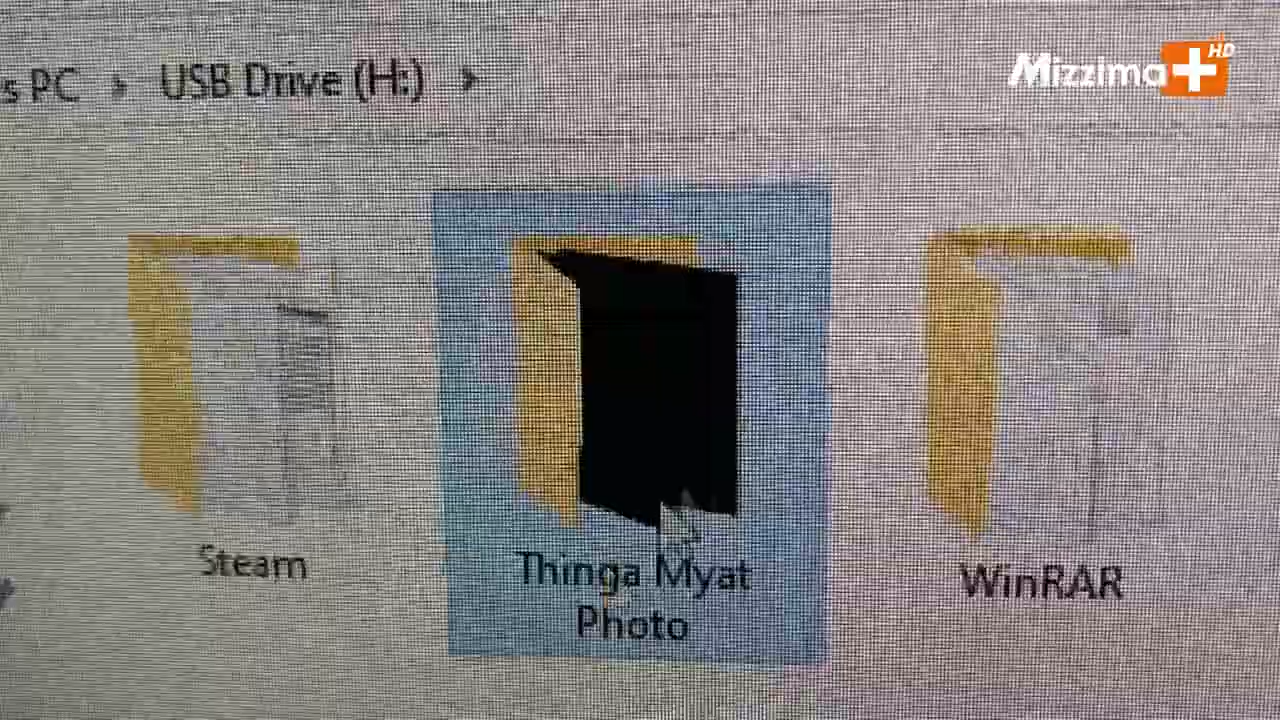 s PC > USB Drive (H:) >
Mizzima+ HD
Steam
Thinga Myat
Photo
WinRAR